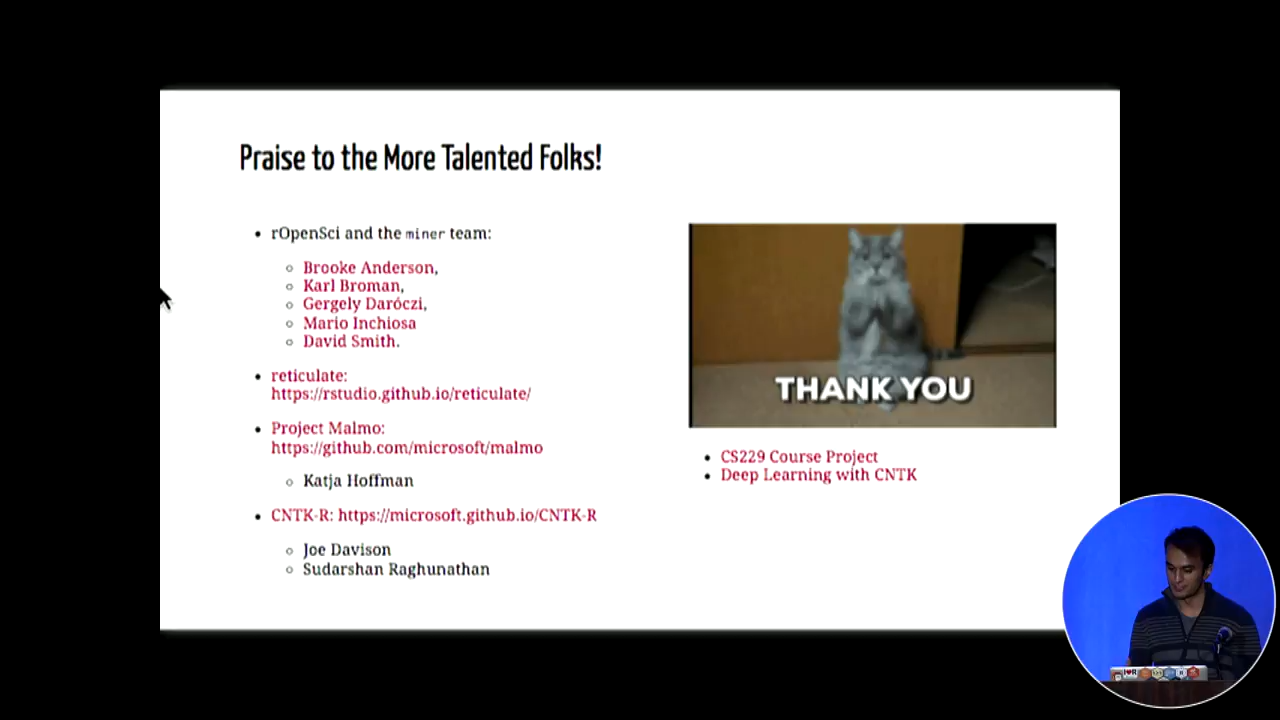 Praise to the More Talented Folks!
rOpenSci and the miner team:
Brooke Anderson,
Karl Broman,
Gergely Daróczi,
Mario Inchiosa
David Smith.
reticulate:
https://rstudio.github.io/reticulate/
Project Malmo:
https://github.com/microsoft/malmo
Katja Hoffman
CNTK-R: https://microsoft.github.io/CNTK-R
Joe Davison
Sudarshan Raghunathan
THANK YOU
CS229 Course Project
Deep Learning with CNTK